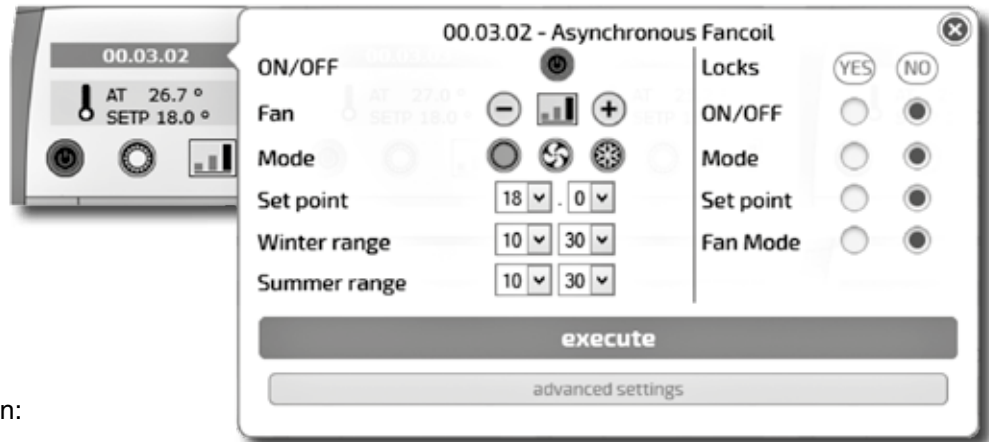 00.03.02
AT 26.7 °
SETP 18.0 °
00.03.02 - Asynchronous Fancoil
ON/OFF
Fan
Mode
Set point 18 . 0
Winter range 10 30
Summer range 10 30
Locks YES NO
ON/OFF
Mode
Set point
Fan Mode
execute
advanced settings
n: